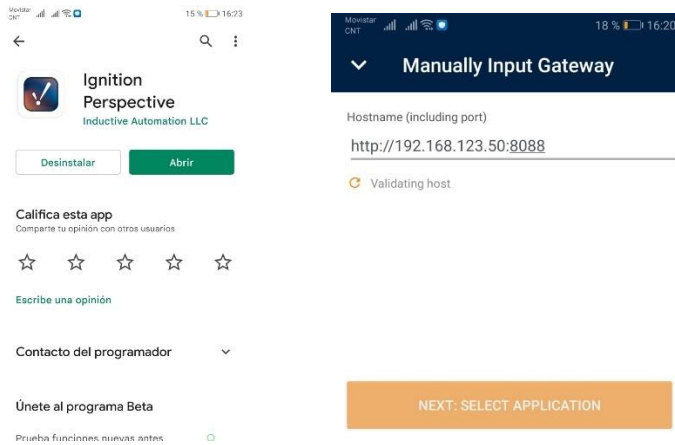 Movistar
CNT
15 % 16:23
Ignition
Perspective
Inductive Automation LLC
Desinstalar
Abrir
Califica esta app
Comparte tu opinión con otros usuarios
Escribe una opinión
Contacto del programador
Únete al programa Beta
Prueba funciones nuevas antes
Movistar
CNT
18 % 16:20
Manually Input Gateway
Hostname (including port)
http://192.168.123.50:8088
Validating host
NEXT: SELECT APPLICATION